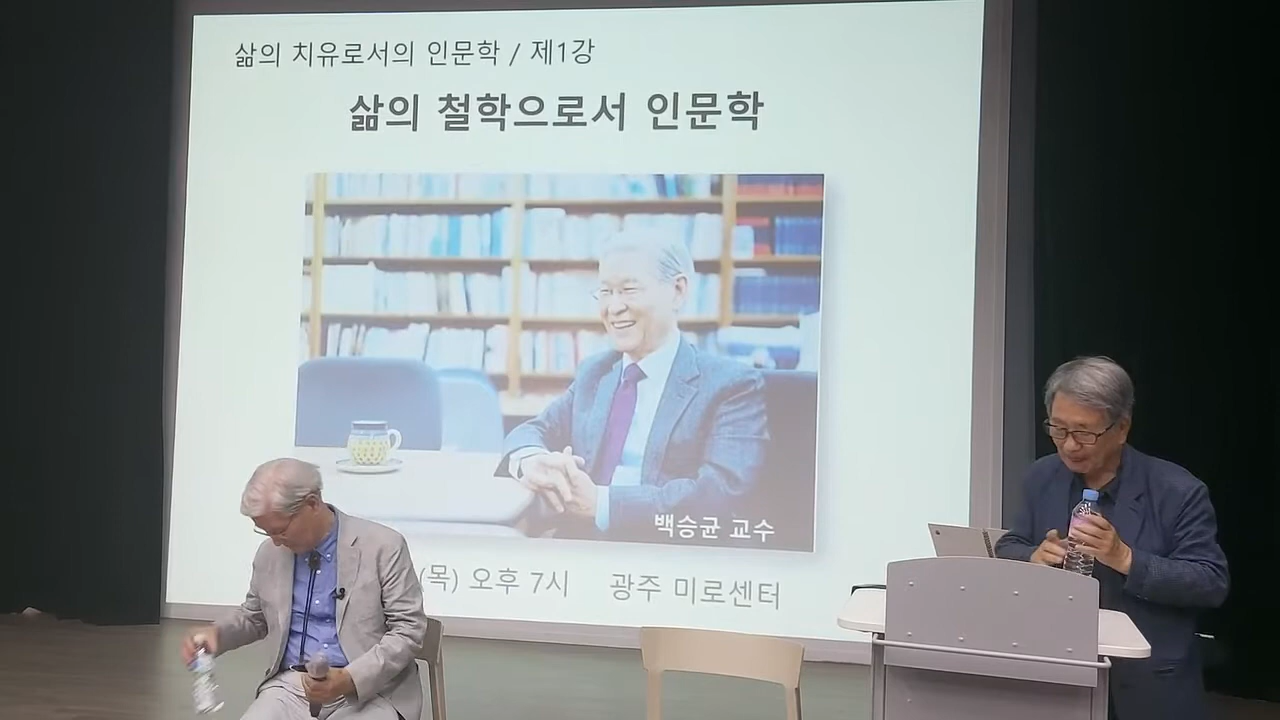 삶의 치유로서의 인문학 / 제1강
삶의 철학으로서 인문학
백승균 교수
(목) 오후 7시 광주 미로센터